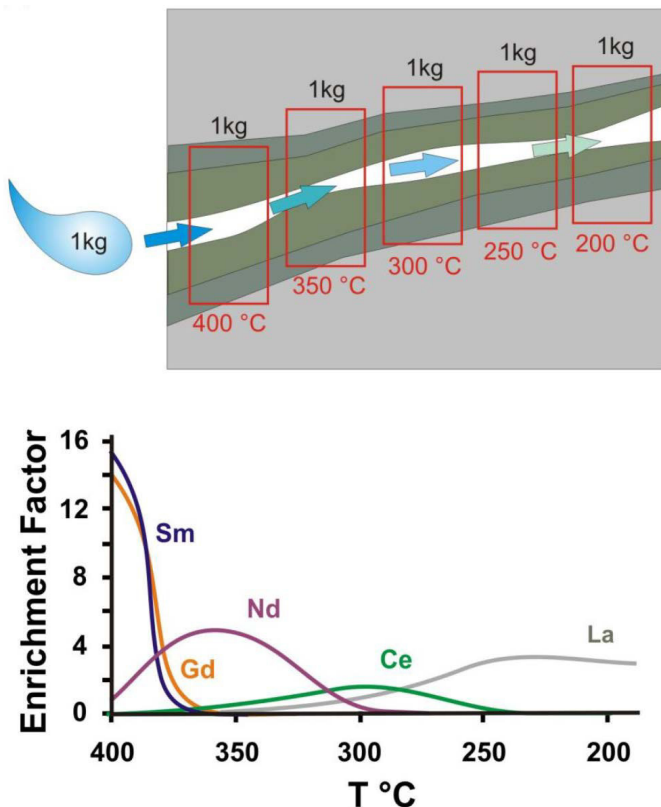 1kg
1kg
1kg
1kg
1kg
1kg
400 °C
350 °C
300 °C
250 °C
200 °C
Enrichment Factor
16
12
8
4
0
Sm
Gd
Nd
Ce
La
400 350 300 250 200
T °C